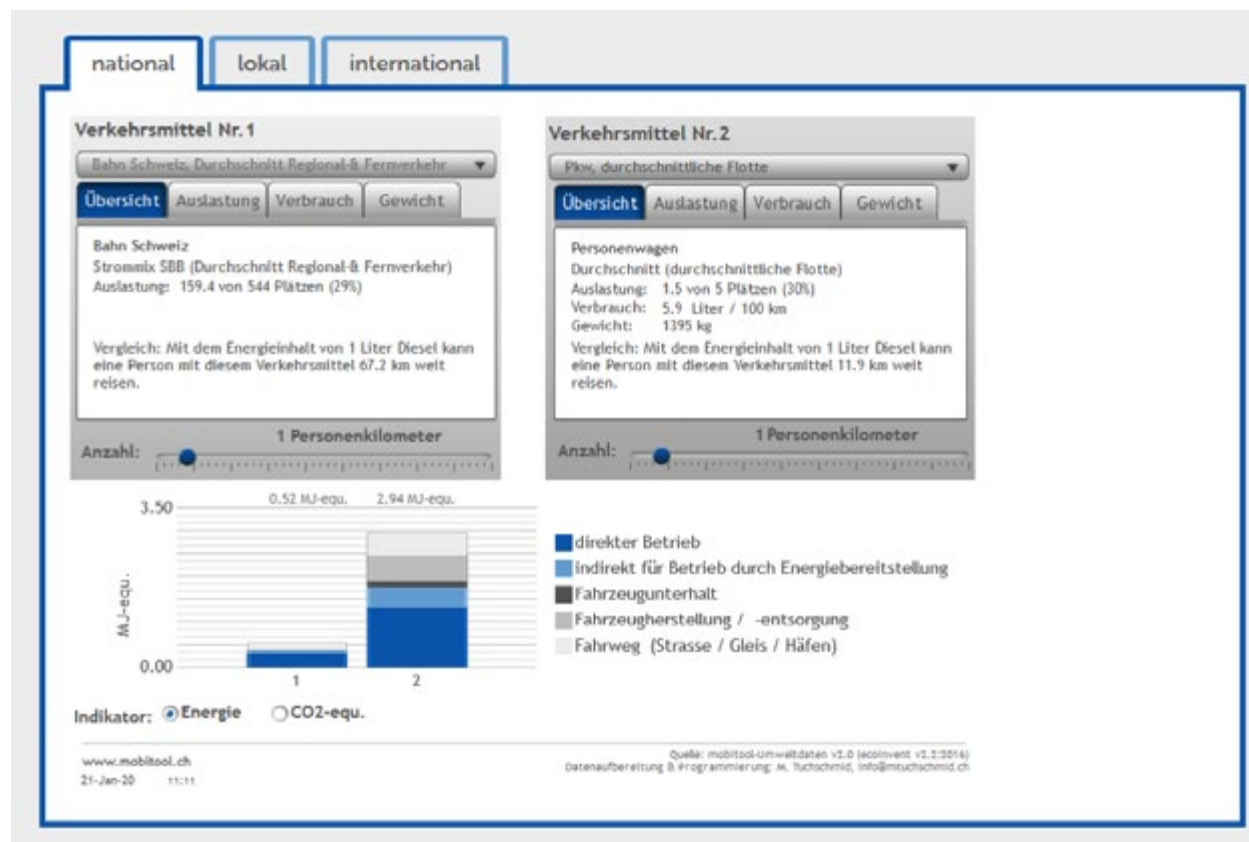 national lokal international
Verkehrsmittel Nr. 1
Bahn Schweiz, Durchschnitt Regional-& Fernverkehr
Übersicht Auslastung Verbrauch Gewicht
Bahn Schweiz
Strommix SBB (Durchschnitt Regional-& Fernverkehr)
Auslastung: 159.4 von 544 Plätzen (29%)
Vergleich: Mit dem Energieinhalt von 1 Liter Diesel kann
eine Person mit diesem Verkehrsmittel 67.2 km weit
reisen.
1 Personenkilometer
Anzahl:
Verkehrsmittel Nr. 2
Pkw, durchschnittliche Flotte
Übersicht Auslastung Verbrauch Gewicht
Personenwagen
Durchschnitt (durchschnittliche Flotte)
Auslastung: 1.5 von 5 Plätzen (30%)
Verbrauch: 5.9 Liter / 100 km
Gewicht: 1395 kg
Vergleich: Mit dem Energieinhalt von 1 Liter Diesel kann
eine Person mit diesem Verkehrsmittel 11.9 km weit
reisen.
1 Personenkilometer
Anzahl:
0.52 MJ-equ. 2.94 MJ-equ.
3.50
MJ-equ.
0.00
1 2
direkter Betrieb
indirekt für Betrieb durch Energiebereitstellung
Fahrzeugunterhalt
Fahrzeugherstellung / -entsorgung
Fahrweg (Strasse / Gleis / Häfen)
Indikator: Energie CO2-equ.
www.mobitool.ch
21-Jan-20 11:11
Quelle: mobitool-Umweltdaten v2.0 (ecoinvent v2.2:2016)
Datenaufbereitung & Programmierung: M. Tuchschmid, info@mtuchschmid.ch